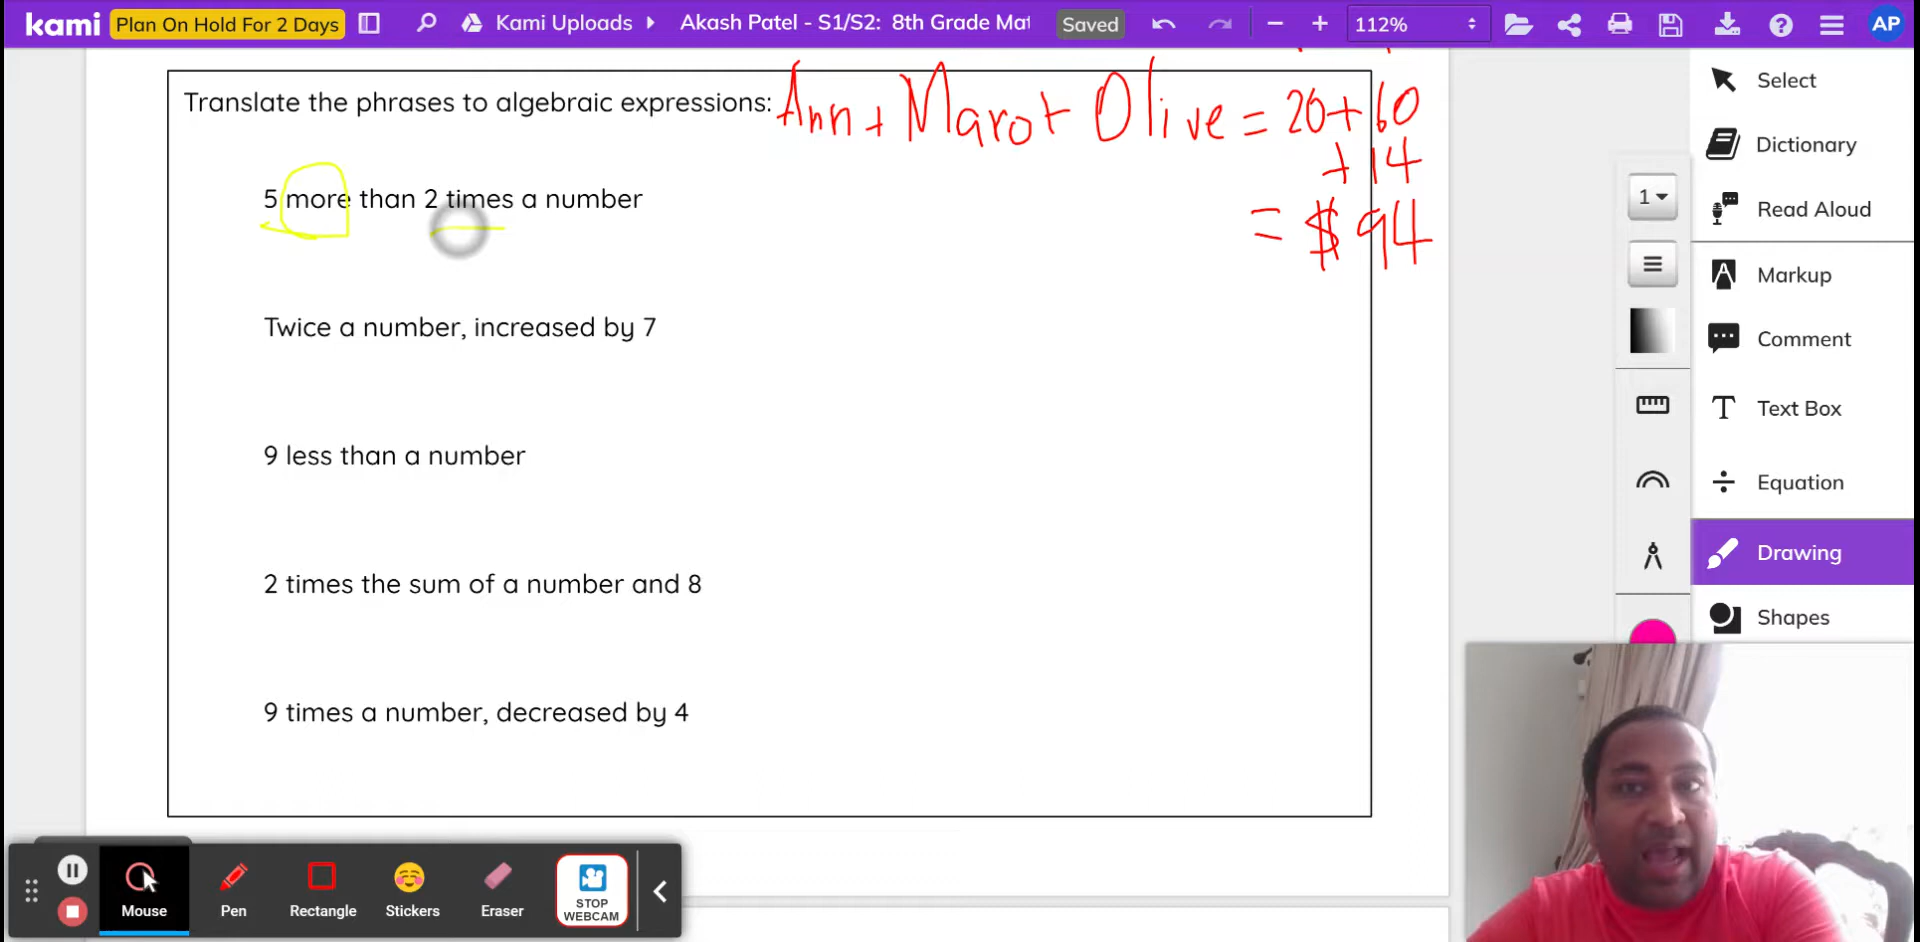 kami Plan On Hold For 2 Days Kami Uploads Akash Patel - S1/S2: 8th Grade Mat Saved 112% AP
Translate the phrases to algebraic expressions: Ann + Maro + Olive = 20 + 60
+ 14
= $94
5 more than 2 times a number
Twice a number, increased by 7
9 less than a number
2 times the sum of a number and 8
9 times a number, decreased by 4
1
Select
Dictionary
Read Aloud
Markup
Comment
Text Box
Equation
Drawing
Shapes
Mouse
Pen
Rectangle
Stickers
Eraser
STOP
WEBCAM